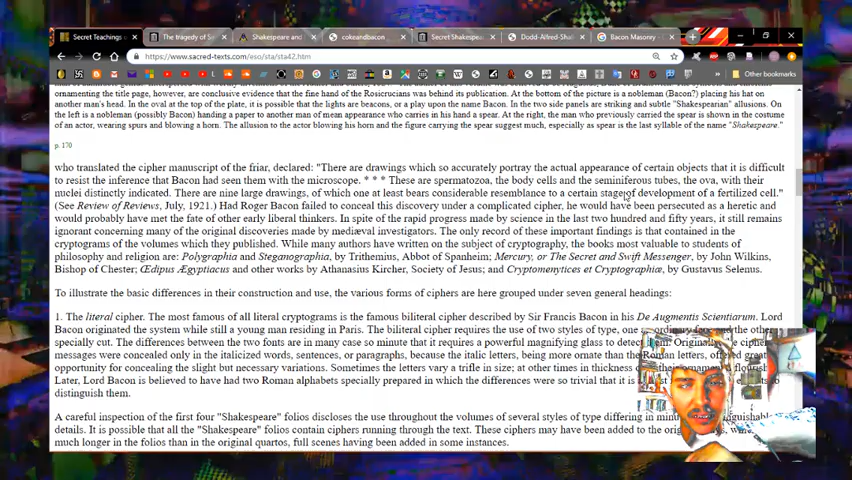 Secret Teachings
The tragedy of S
Shakespeare and
cokeandbacon
Secret Shakespe
Dodd-Alfred-Sha
Bacon Masonry
https://www.sacred-texts.com/eso/sta/sta42.htm
Other bookmarks
ornamenting the title page, however, are conclusive evidence that the fine hand of the Rosicrucians was behind its publication. At the bottom of the picture is a nobleman (Bacon?) placing his hat on
another man's head. In the oval at the top of the plate, it is possible that the lights are beacons, or a play upon the name Bacon. In the two side panels are striking and subtle "Shakespearian" allusions. On
the left is a nobleman (possibly Bacon) handing a paper to another man of mean appearance who carries in his hand a spear. At the right, the man who previously carried the spear is shown in the costume
of an actor, wearing spurs and blowing a horn. The allusion to the actor blowing his horn and the figure carrying the spear suggest much, especially as spear is the last syllable of the name "Shakespeare."
p. 170
who translated the cipher manuscript of the friar, declared: "There are drawings which so accurately portray the actual appearance of certain objects that it is difficult
to resist the inference that Bacon had seen them with the microscope. * * * These are spermatozoa, the body cells and the seminiferous tubes, the ova, with their
nuclei distinctly indicated. There are nine large drawings, of which one at least bears considerable resemblance to a certain stage of development of a fertilized cell."
(See Review of Reviews, July, 1921.) Had Roger Bacon failed to conceal this discovery under a complicated cipher, he would have been persecuted as a heretic and
would probably have met the fate of other early liberal thinkers. In spite of the rapid progress made by science in the last two hundred and fifty years, it still remains
ignorant concerning many of the original discoveries made by mediæval investigators. The only record of these important findings is that contained in the
cryptograms of the volumes which they published. While many authors have written on the subject of cryptography, the books most valuable to students of
philosophy and religion are: Polygraphia and Steganographia, by Trithemius, Abbot of Spanheim; Mercury, or The Secret and Swift Messenger, by John Wilkins,
Bishop of Chester; Œdipus Ægyptiacus and other works by Athanasius Kircher, Society of Jesus; and Cryptomenytices et Cryptographiæ, by Gustavus Selenus.
To illustrate the basic differences in their construction and use, the various forms of ciphers are here grouped under seven general headings:
1. The literal cipher. The most famous of all literal cryptograms is the famous biliteral cipher described by Sir Francis Bacon in his De Augmentis Scientiarum. Lord
Bacon originated the system while still a young man residing in Paris. The biliteral cipher requires the use of two styles of type, one ordinary face and the other
specially cut. The differences between the two fonts are in many case so minute that it requires a powerful magnifying glass to detect them. Originally, the cipher
messages were concealed only in the italicized words, sentences, or paragraphs, because the italic letters, being more ornate than the Roman letters, offered great
opportunity for concealing the slight but necessary variations. Sometimes the letters vary a trifle in size; at other times in thickness or in their ornamental flourishes.
Later, Lord Bacon is believed to have had two Roman alphabets specially prepared in which the differences were so trivial that it is almost to
distinguish them.
A careful inspection of the first four "Shakespeare" folios discloses the use throughout the volumes of several styles of type differing in minute distinguishable
details. It is possible that all the "Shakespeare" folios contain ciphers running through the text. These ciphers may have been added to the original plays,
much longer in the folios than in the original quartos, full scenes having been added in some instances.